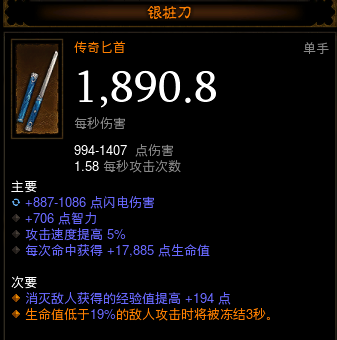 银桩刀
传奇匕首 单手
1,890.8
每秒伤害
994-1407 点伤害
1.58 每秒攻击次数
主要
+887-1086 点闪电伤害
+706 点智力
攻击速度提高 5%
每次命中获得 +17,885 点生命值
次要
消灭敌人获得的经验值提高 +194 点
生命值低于19%的敌人攻击时将被冻结3秒。